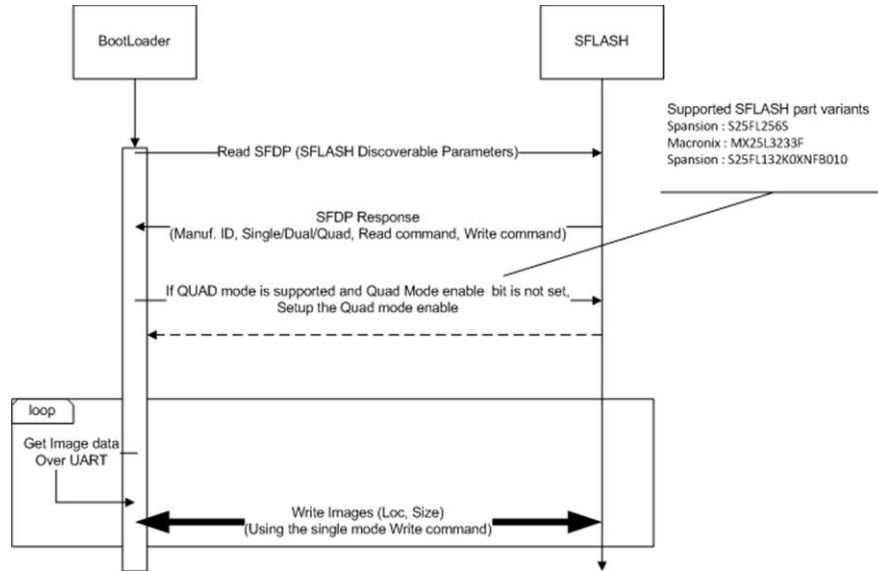 BootLoader
SFLASH
Supported SFLASH part variants
Spansion : S25FL256S
Macronix : MX25L3233F
Spansion : S25FL132K0XNFB010
Read SFDP (SFLASH Discoverable Parameters)
SFDP Response
(Manuf. ID, Single/Dual/Quad, Read command, Write command)
If QUAD mode is supported and Quad Mode enable bit is not set,
Setup the Quad mode enable
loop
Get Image data
Over UART
Write Images (Loc, Size)
(Using the single mode Write command)